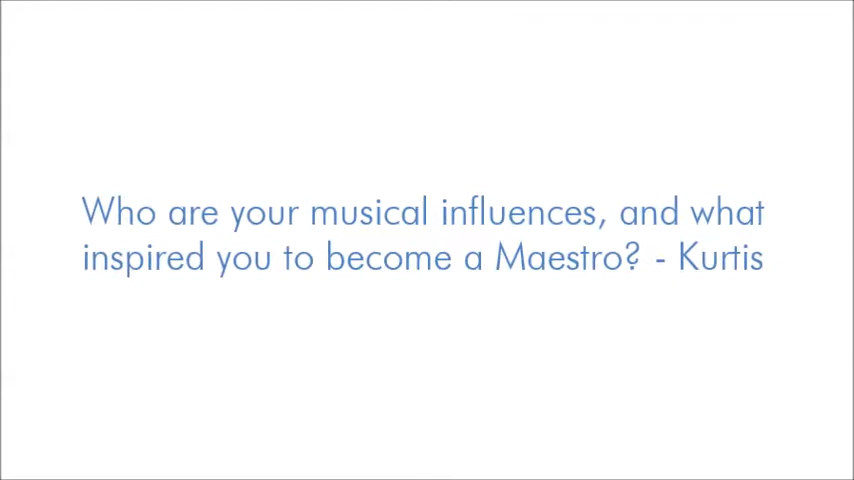 Who are your musical influences, and what
inspired you to become a Maestro? - Kurtis